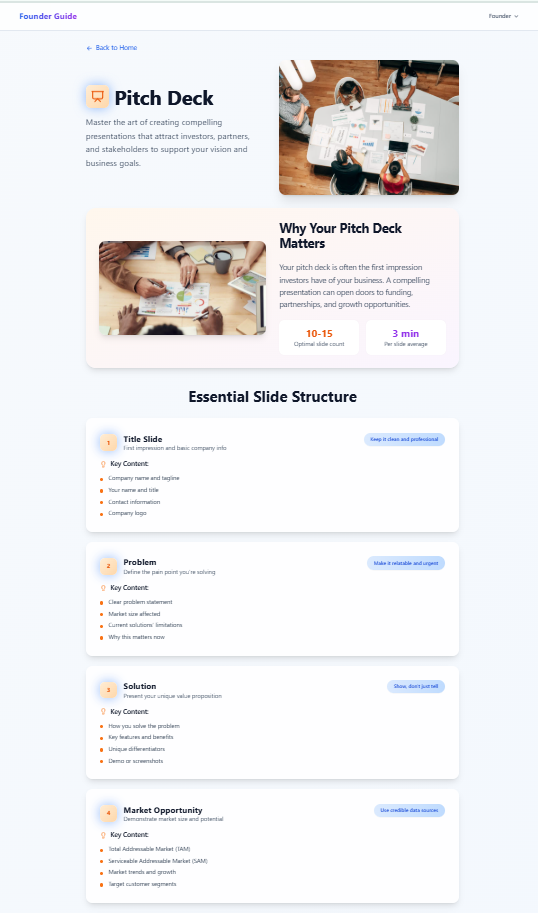 Founder Guide
Founder
← Back to Home
Pitch Deck
Master the art of creating compelling
presentations that attract investors, partners,
and stakeholders to support your vision and
business goals.
Why Your Pitch Deck
Matters
Your pitch deck is often the first impression
investors have of your business. A compelling
presentation can open doors to funding,
partnerships, and growth opportunities.
10-15
Optimal slide count
3 min
Per slide average
Essential Slide Structure
1
Title Slide
First impression and basic company info
Keep it clean and professional
Key Content:
Company name and tagline
Your name and title
Contact information
Company logo
2
Problem
Define the pain point you're solving
Make it relatable and urgent
Key Content:
Clear problem statement
Market size affected
Current solutions' limitations
Why this matters now
3
Solution
Present your unique value proposition
Show, don't just tell
Key Content:
How you solve the problem
Key features and benefits
Unique differentiators
Demo or screenshots
4
Market Opportunity
Demonstrate market size and potential
Use credible data sources
Key Content:
Total Addressable Market (TAM)
Serviceable Addressable Market (SAM)
Market trends and growth
Target customer segments